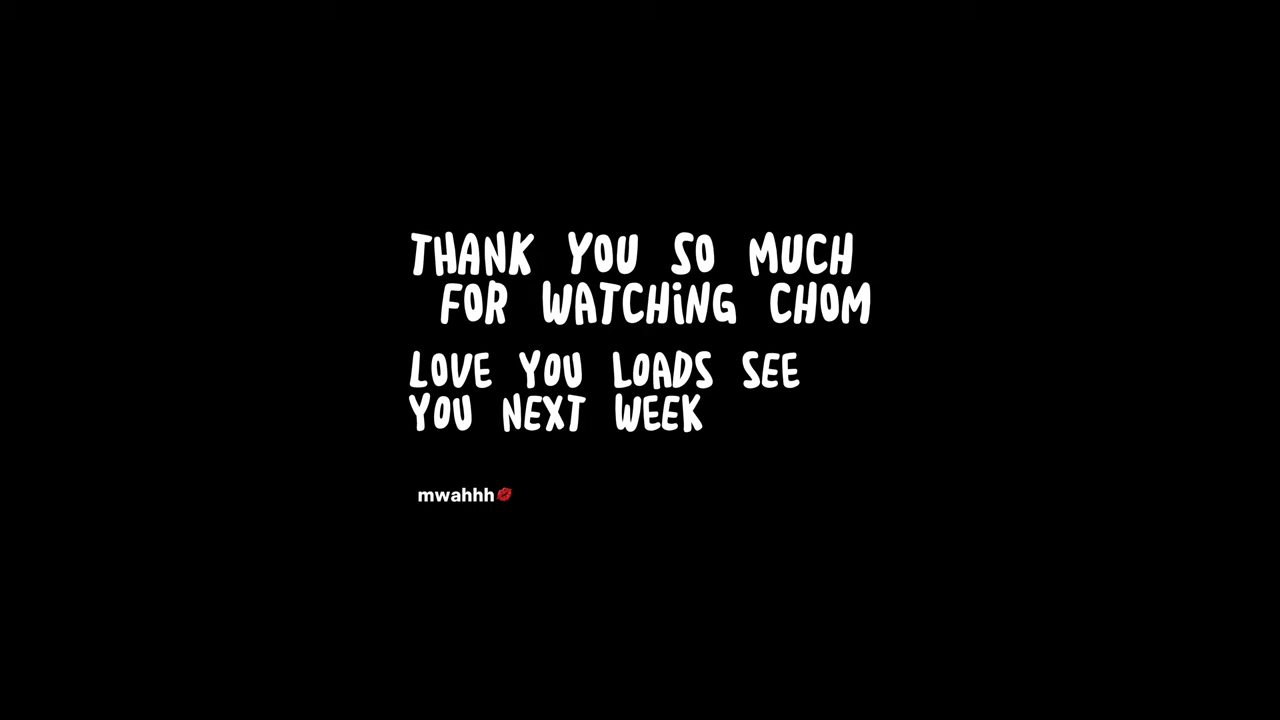 THANK YOU SO MUCH
FOR WATCHING CHOM
LOVE YOU LOADS SEE
YOU NEXT WEEK
mwahhh💋